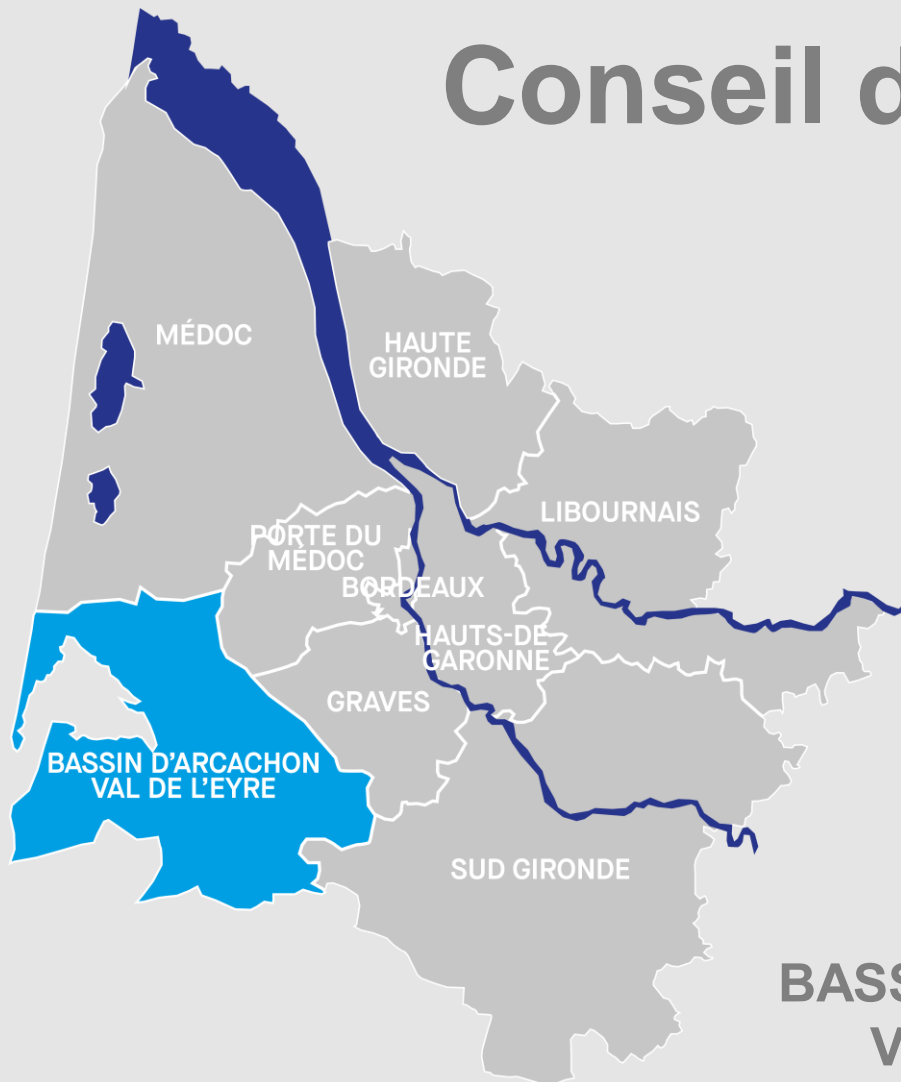 Conseil d
MÉDOC
HAUTE
GIRONDE
LIBOURNAIS
PORTE DU
MÉDOC
BORDEAUX
HAUTS-DE
GARONNE
GRAVES
BASSIN D'ARCACHON
VAL DE L'EYRE
SUD GIRONDE
BASS
V